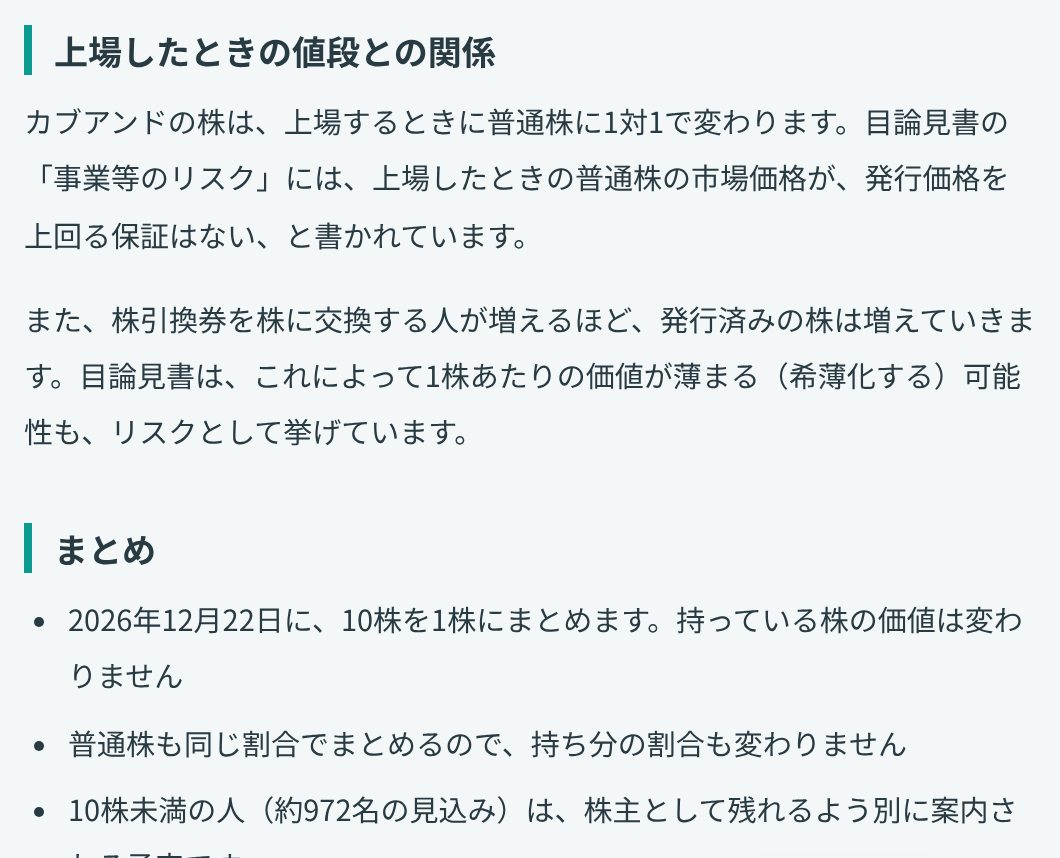 上場したときの値段との関係
カブアンドの株は、上場するときに普通株に1対1で変わります。目論見書の
「事業等のリスク」には、上場したときの普通株の市場価格が、発行価格を
上回る保証はない、と書かれています。
また、株引換券を株に交換する人が増えるほど、発行済みの株は増えていきま
す。目論見書は、これによって1株あたりの価値が薄まる（希薄化する）可能
性も、リスクとして挙げています。
まとめ
• 2026年12月22日に、10株を1株にまとめます。持っている株の価値は変わ
りません
• 普通株も同じ割合でまとめるので、持ち分の割合も変わりません
• 10株未満の人（約972名の見込み）は、株主として残れるよう別に案内さ